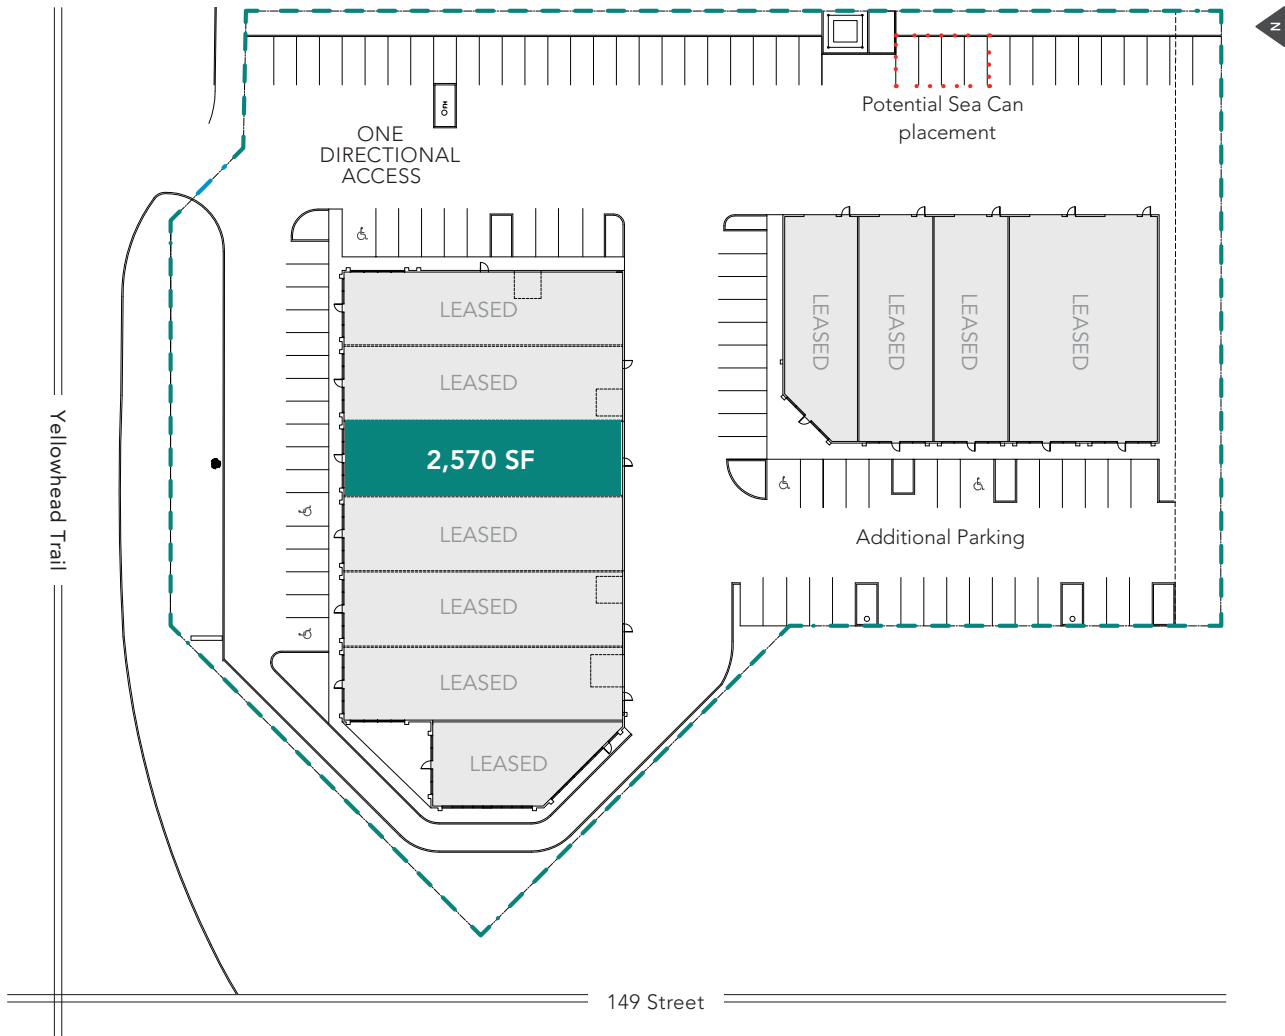 N
Potential Sea Can
placement
ONE
DIRECTIONAL
ACCESS
FH
LEASED
LEASED
2,570 SF
LEASED
LEASED
LEASED
LEASED
LEASED
LEASED
LEASED
LEASED
Additional Parking
Yellowhead Trail
149 Street